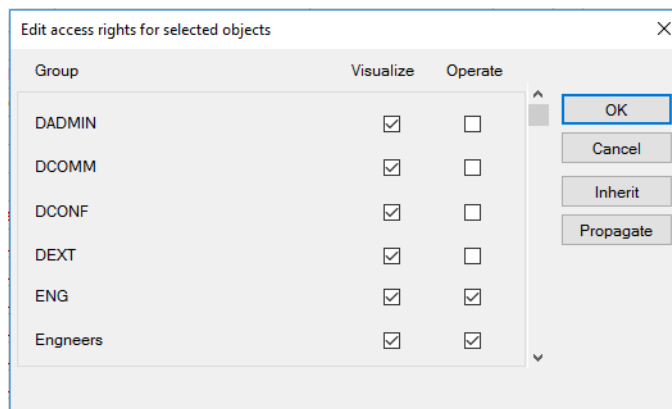 Edit access rights for selected objects
Group Visualize Operate
DADMIN
DCOMM
DCONF
DEXT
ENG
Engneers
OK
Cancel
Inherit
Propagate